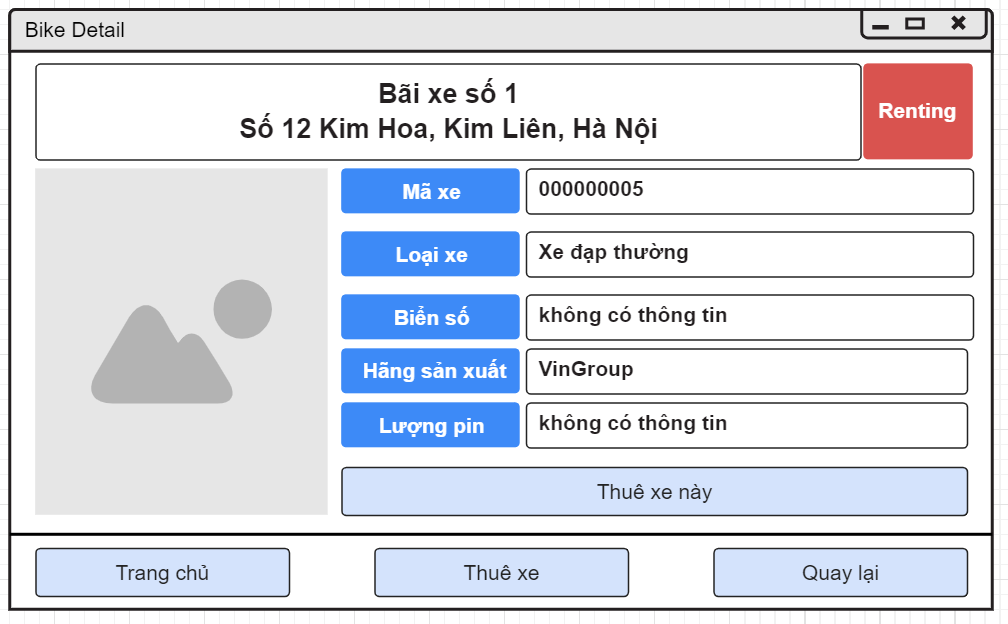 Bike Detail
Bãi xe số 1
Số 12 Kim Hoa, Kim Liên, Hà Nội
Renting
Mã xe
000000005
Loại xe
Xe đạp thường
Biển số
không có thông tin
Hãng sản xuất
VinGroup
Lượng pin
không có thông tin
Thuê xe này
Trang chủ
Thuê xe
Quay lại